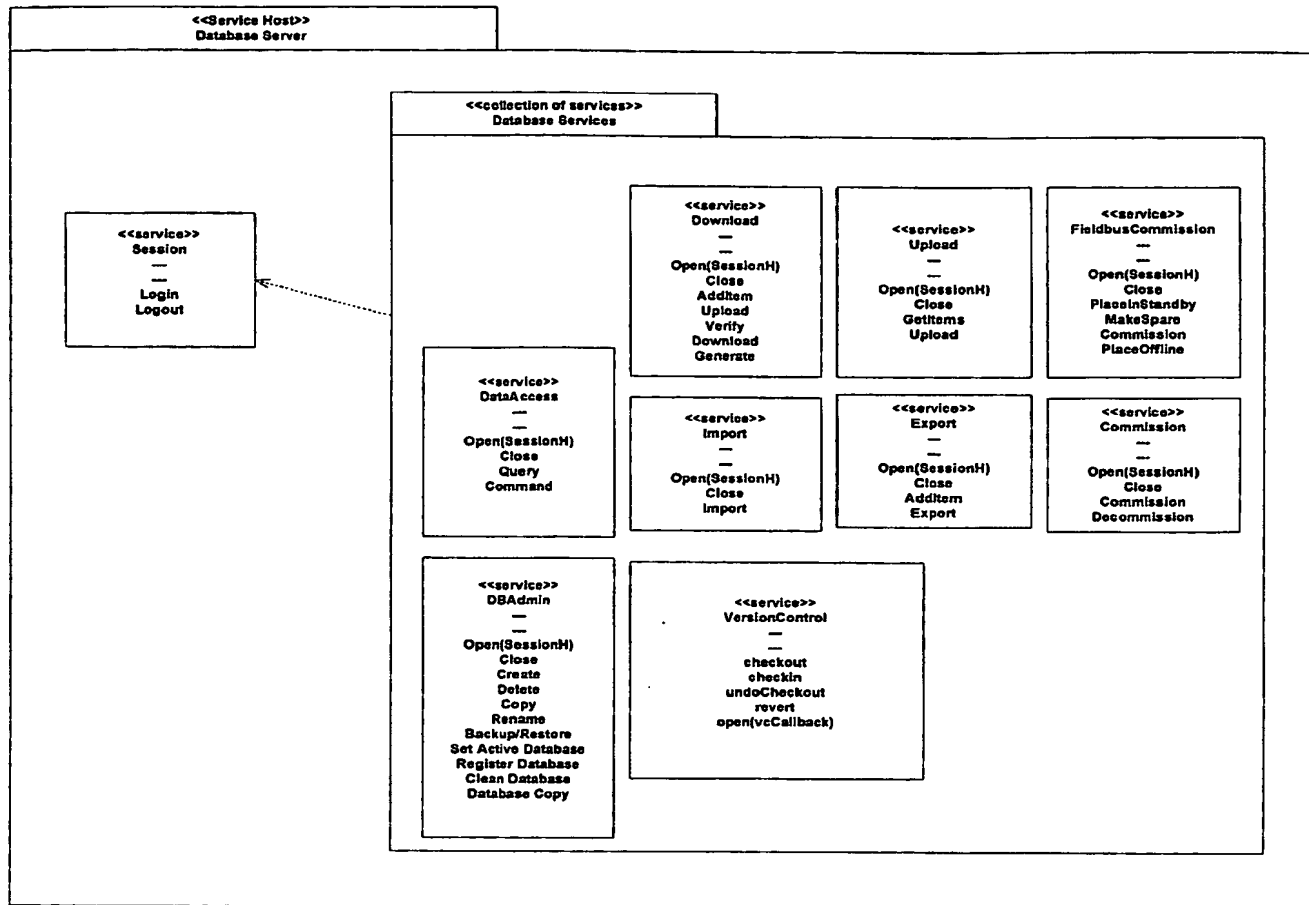 <<Service Host>>
Database Server
<<collection of services>>
Database Services
<<service>>
Session
—
—
Login
Logout
<<service>>
Download
—
—
Open(SessionH)
Close
AddItem
Upload
Verify
Download
Generate
<<service>>
Upload
—
—
Open(SessionH)
Close
GetItems
Upload
<<service>>
FieldbusCommission
—
—
Open(SessionH)
Close
PlaceInStandby
MakeSpare
Commission
PlaceOffline
<<service>>
DataAccess
—
—
Open(SessionH)
Close
Query
Command
<<service>>
Import
—
—
Open(SessionH)
Close
Import
<<service>>
Export
—
—
Open(SessionH)
Close
AddItem
Export
<<service>>
Commission
—
—
Open(SessionH)
Close
Commission
Decommission
<<service>>
DBAdmin
—
—
Open(SessionH)
Close
Create
Delete
Copy
Rename
Backup/Restore
Set Active Database
Register Database
Clean Database
Database Copy
<<service>>
VersionControl
—
—
checkout
checkin
undoCheckout
revert
open(vcCallback)